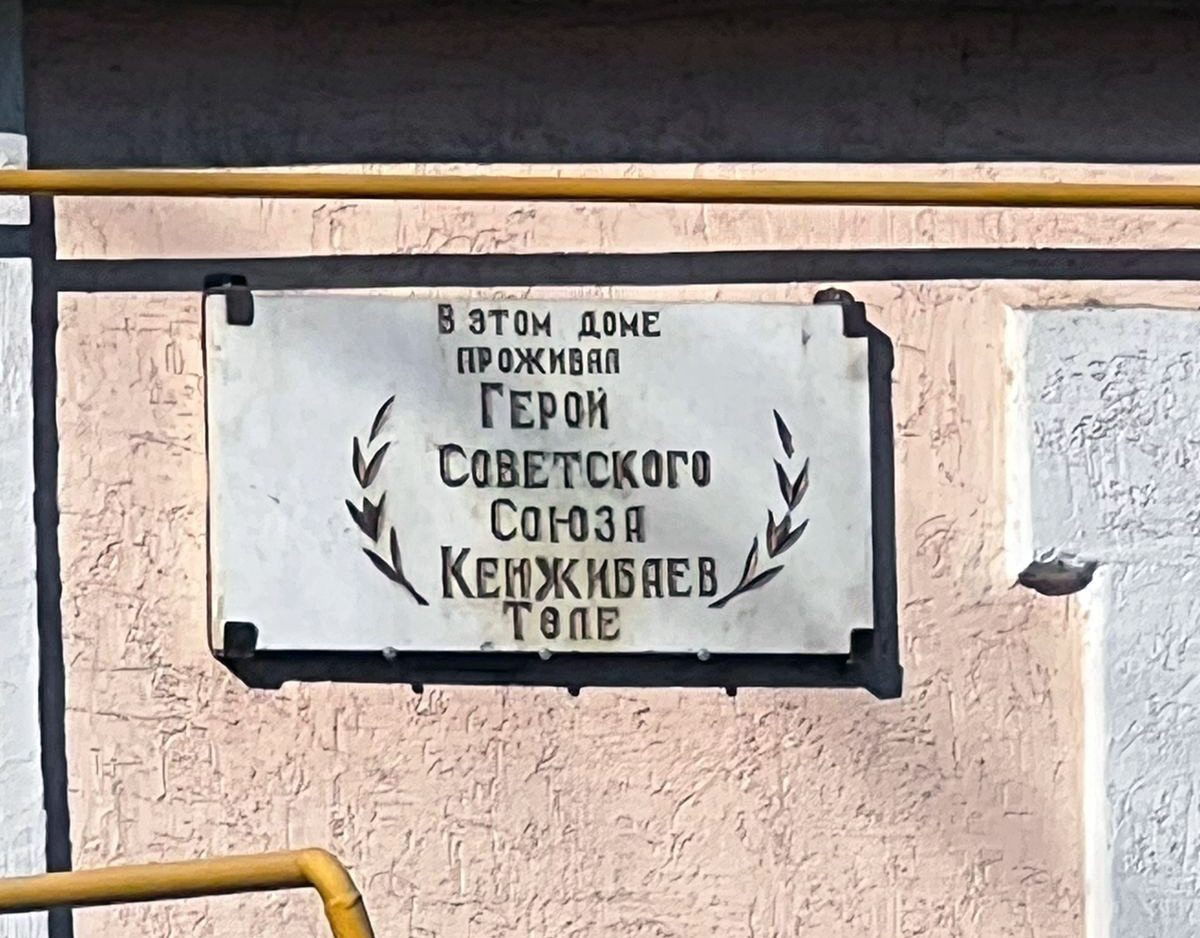 В ЭТОМ ДОМЕ
ПРОЖИВАЛ
ГЕРОЙ
СОВЕТСКОГО
СОЮЗА
КЕНЖИБАЕВ
ТӨЛЕ